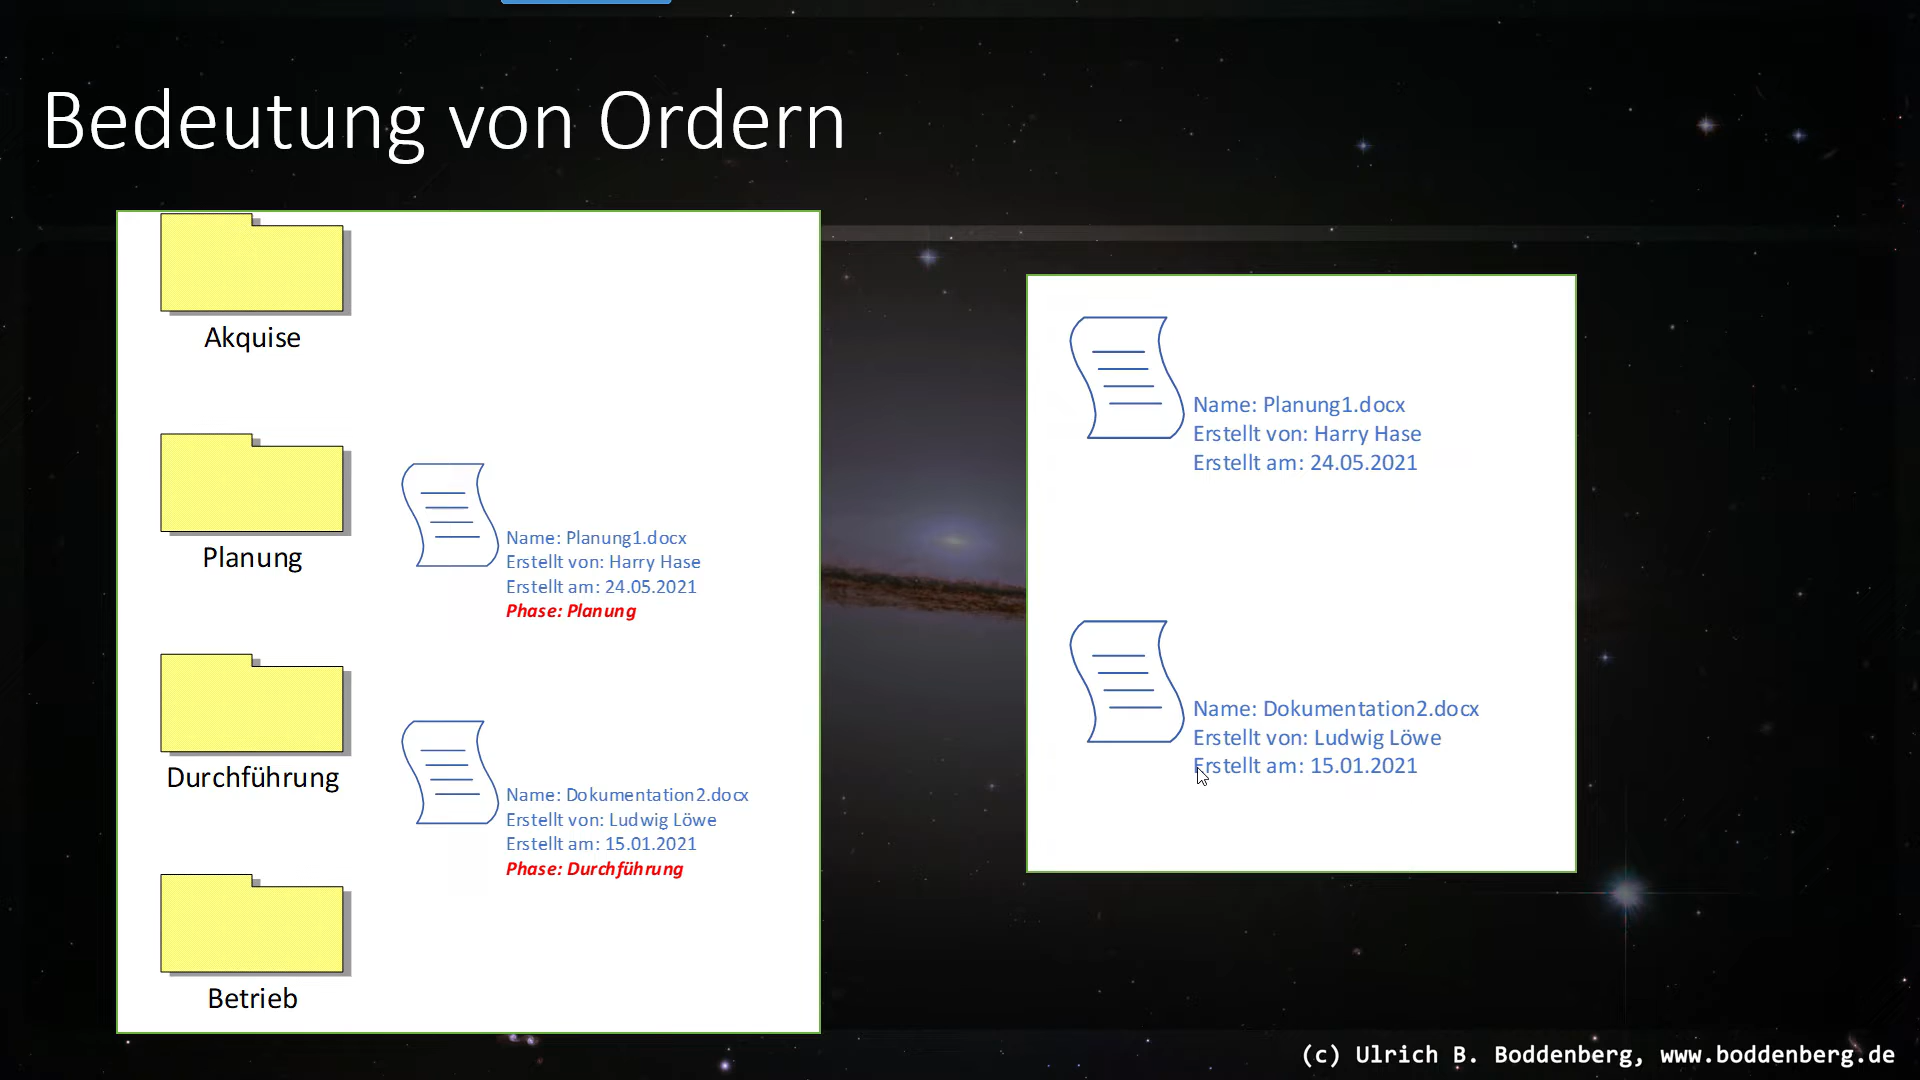 Bedeutung von Ordern
Akquise
Planung
Name: Planung1.docx
Erstellt von: Harry Hase
Erstellt am: 24.05.2021
Phase: Planung
Durchführung
Name: Dokumentation2.docx
Erstellt von: Ludwig Löwe
Erstellt am: 15.01.2021
Phase: Durchführung
Betrieb
Name: Planung1.docx
Erstellt von: Harry Hase
Erstellt am: 24.05.2021
Name: Dokumentation2.docx
Erstellt von: Ludwig Löwe
Erstellt am: 15.01.2021
(c) Ulrich B. Boddenberg, www.boddenberg.de